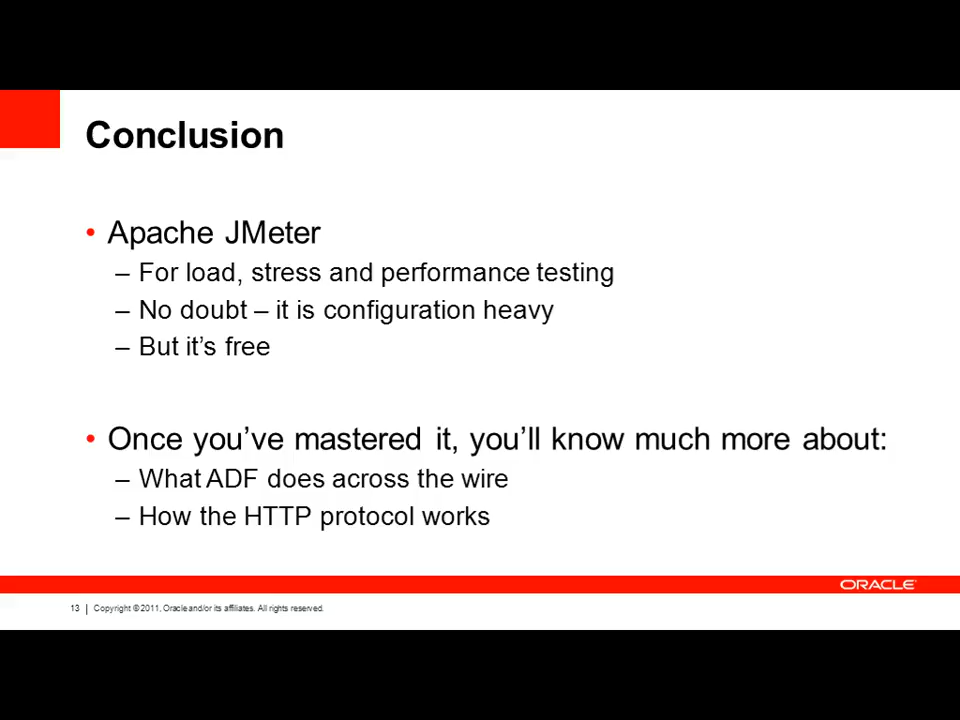 Conclusion
• Apache JMeter
– For load, stress and performance testing
– No doubt – it is configuration heavy
– But it’s free
• Once you’ve mastered it, you’ll know much more about:
– What ADF does across the wire
– How the HTTP protocol works
ORACLE
13 | Copyright © 2011, Oracle and/or its affiliates. All rights reserved.